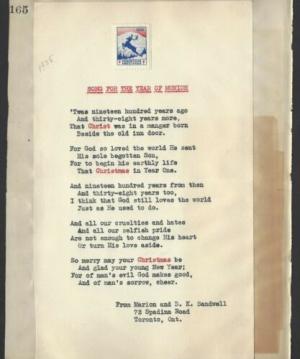 165
1938
SONG FOR THE YEAR OF MUNICH
'Twas nineteen hundred years ago
And thirty-eight years more,
That Christ was in a manger born
Beside the old inn door.
For God so loved the world He sent
His sole begotten Son,
For to begin his earthly life
That Christmas in Year One.
And nineteen hundred years from then
And thirty-eight years too,
I think that God still loves the world
Just as He used to do.
And all our cruelties and hates
And all our selfish pride
Are not enough to change His heart
Or turn His love aside.
So merry may your Christmas be
And glad your young New Year;
For of man's evil God makes good,
And of man's sorrow, cheer.
From Marion and B. K. Sandwell
73 Spadina Road
Toronto, Ont.